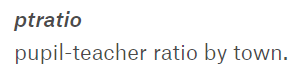 ptratio
pupil-teacher ratio by town.